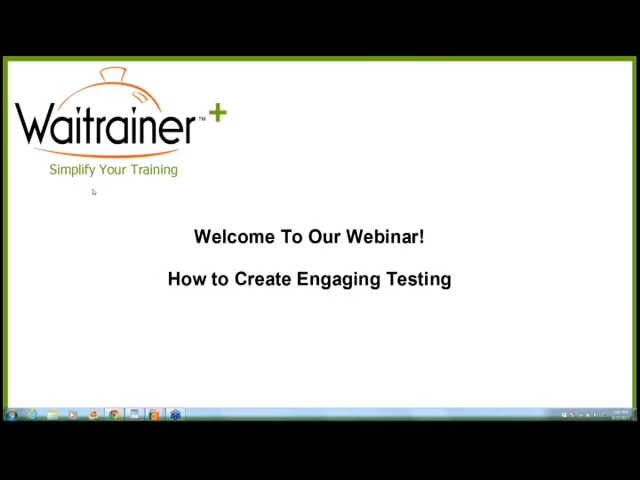 Waitrainer™ +
Simplify Your Training
Welcome To Our Webinar!
How to Create Engaging Testing